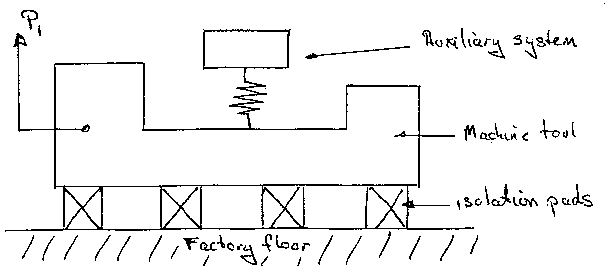 P1
Auxiliary system
Machine tool
isolation pads
Factory floor